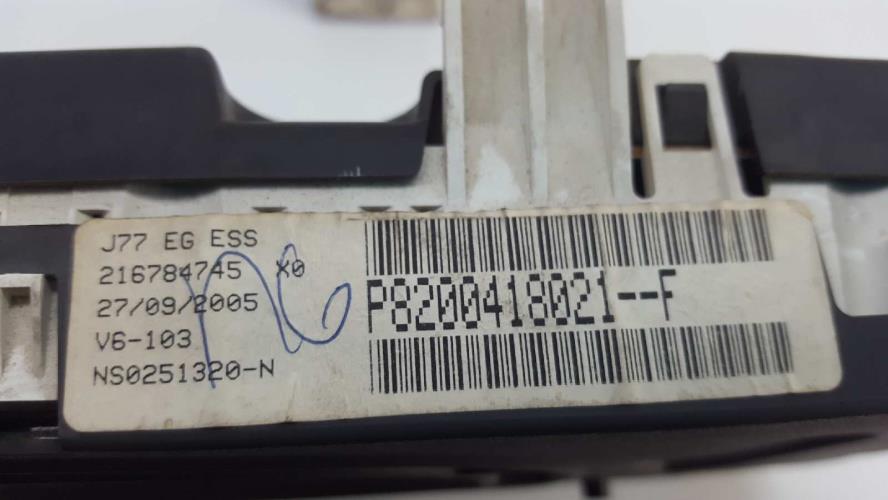 J77 EG ESS
216784745 X0
27/09/2005
V6-103
NS0251320-N
P8200418021--F